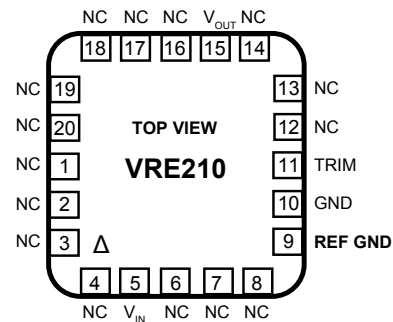 NC NC NC VOUT NC
18 17 16 15 14
NC 19 13 NC
NC 20 TOP VIEW 12 NC
NC 1 VRE210 11 TRIM
NC 2 10 GND
NC 3 Δ 9 REF GND
4 5 6 7 8
NC VIN NC NC NC